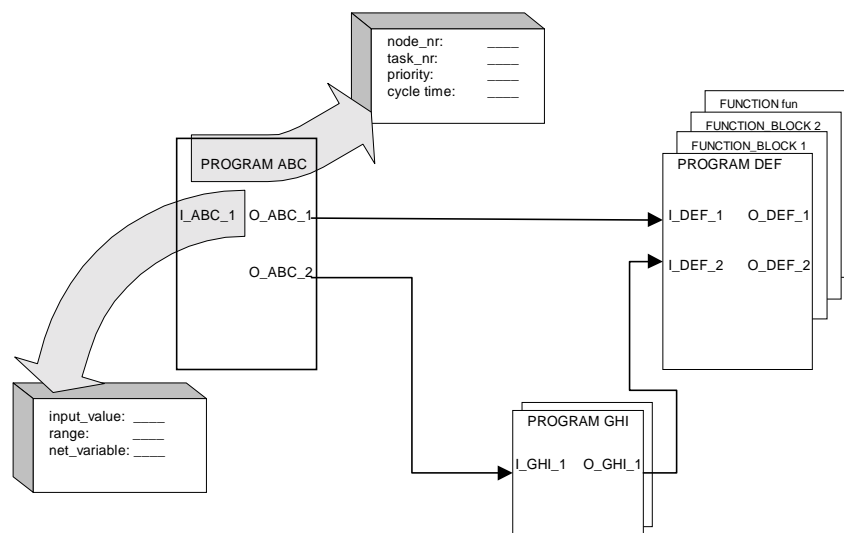 node_nr: ____
task_nr: ____
priority: ____
cycle time: ____
FUNCTION fun
FUNCTION_BLOCK 2
FUNCTION_BLOCK 1
PROGRAM ABC
PROGRAM DEF
I_ABC_1 O_ABC_1
I_DEF_1 O_DEF_1
O_ABC_2
I_DEF_2 O_DEF_2
input_value: ____
range: ____
net_variable: ____
PROGRAM GHI
I_GHI_1 O_GHI_1